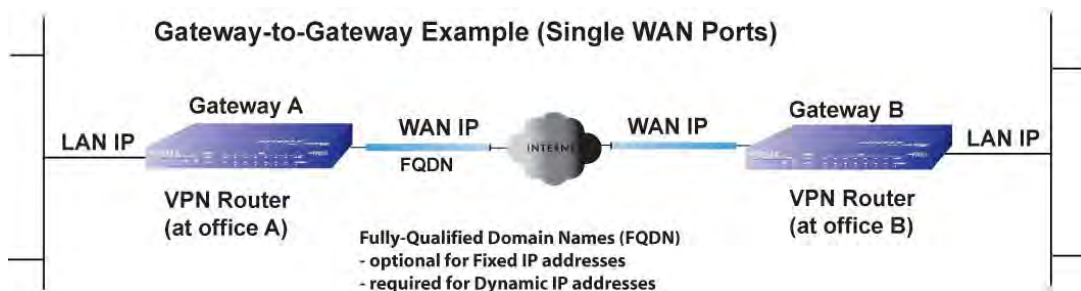 Gateway-to-Gateway Example (Single WAN Ports)
Gateway A
Gateway B
LAN IP
WAN IP
WAN IP
LAN IP
FQDN
VPN Router
(at office A)
VPN Router
(at office B)
Fully-Qualified Domain Names (FQDN)
- optional for Fixed IP addresses
- required for Dynamic IP addresses